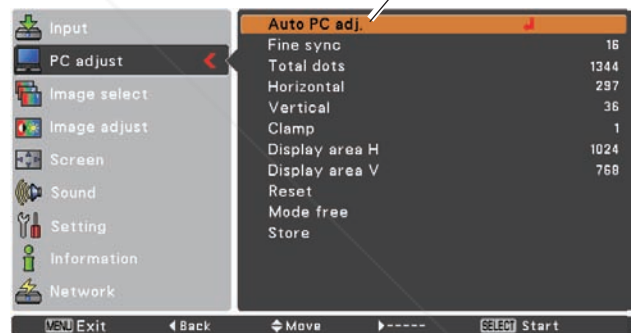 Input
PC adjust
Image select
Image adjust
Screen
Sound
Setting
Information
Network
Auto PC adj.
Fine sync 16
Total dots 1344
Horizontal 297
Vertical 36
Clamp 1
Display area H 1024
Display area V 768
Reset
Mode free
Store
MENU Exit Back Move ----- SELECT Start